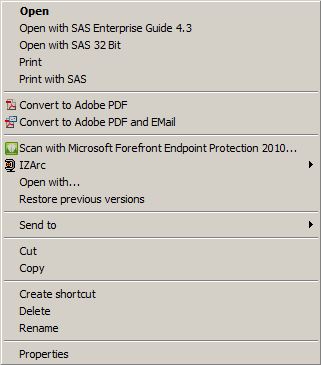 Open
Open with SAS Enterprise Guide 4.3
Open with SAS 32 Bit
Print
Print with SAS
Convert to Adobe PDF
Convert to Adobe PDF and EMail
Scan with Microsoft Forefront Endpoint Protection 2010...
IZArc
Open with...
Restore previous versions
Send to
Cut
Copy
Create shortcut
Delete
Rename
Properties